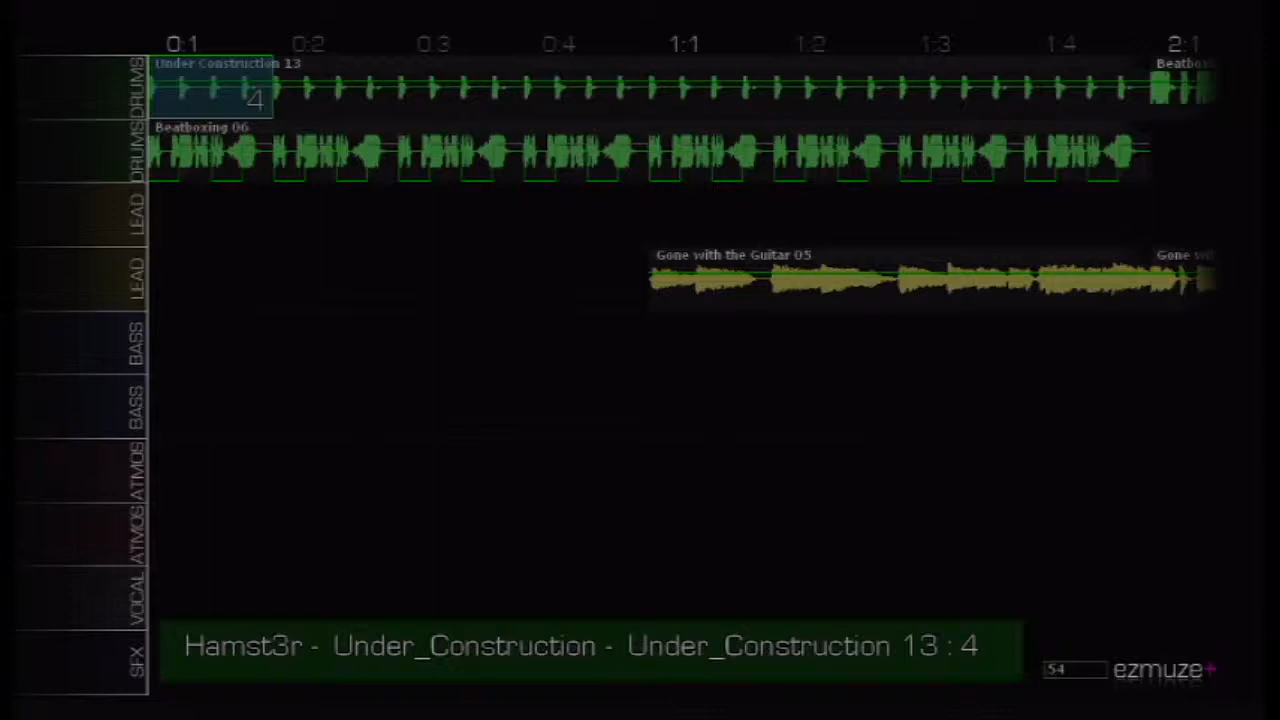 0:1 0:2 0:3 0:4 1:1 1:2 1:3 1:4 2:1
DRUMS
Under Construction 13
4
DRUMS
Beatboxing 06
LEAD
LEAD
Gone with the Guitar 05
Gone
BASS
BASS
ATMOS
ATMOS
VOCAL
SFX
Hamst3r - Under_Construction - Under_Construction 13 : 4
54
ezmuze+